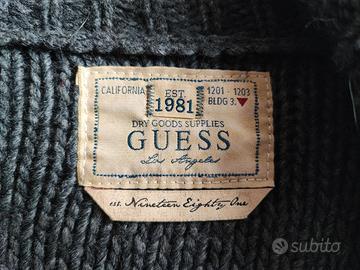 CALIFORNIA
EST.
1981
1201 - 1203
BLDG 3.
DRY GOODS SUPPLIES
GUESS
Los Angeles
est. Nineteen Eighty One
subito